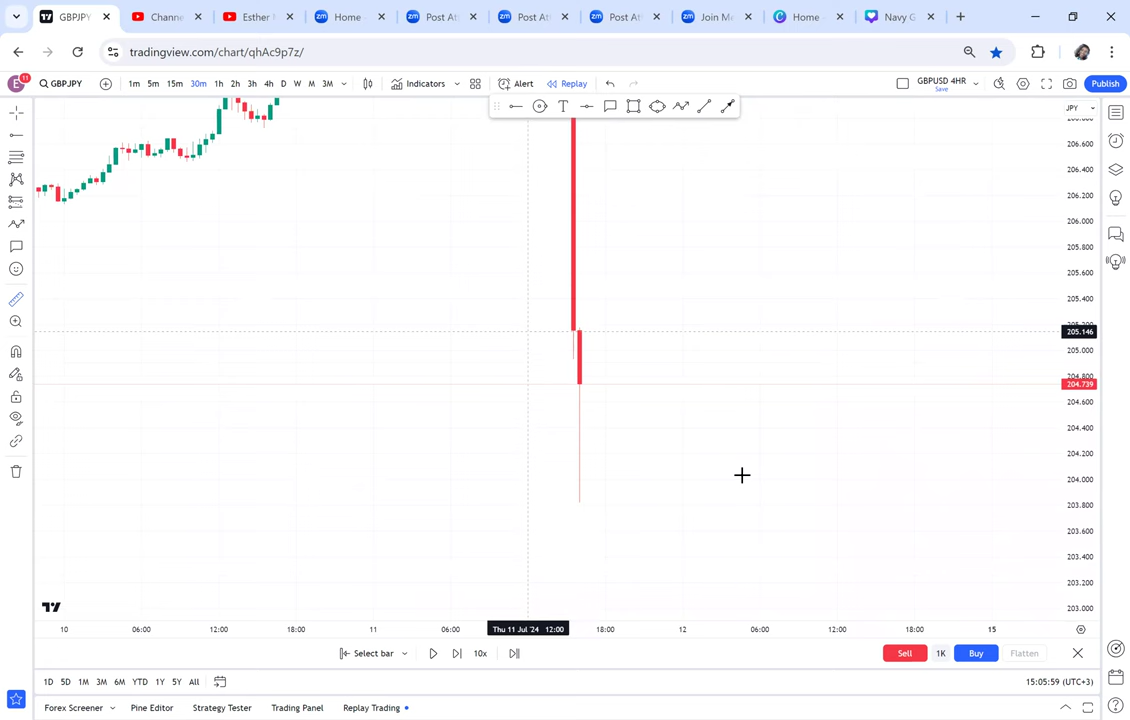 GBPJPY
Channe
Esther
Home -
Post At
Post At
Post At
Join Me
Home -
Navy G
tradingview.com/chart/qhAc9p7z/
E
11
GBPJPY
1m 5m 15m 30m 1h 2h 3h 4h D W M 3M
Indicators
Alert
Replay
GBPUSD 4HR
Save
Publish
JPY
206.600
206.400
206.200
206.000
205.800
205.600
205.400
205.146
205.000
204.800
204.739
204.600
204.400
204.200
204.000
203.800
203.600
203.400
203.200
203.000
10 06:00 12:00 18:00 11 06:00 Thu 11 Jul '24 12:00 18:00 12 06:00 12:00 18:00 15
Select bar 10x Sell 1K Buy Flatten
1D 5D 1M 3M 6M YTD 1Y 5Y All 15:05:59 (UTC+3)
Forex Screener Pine Editor Strategy Tester Trading Panel Replay Trading